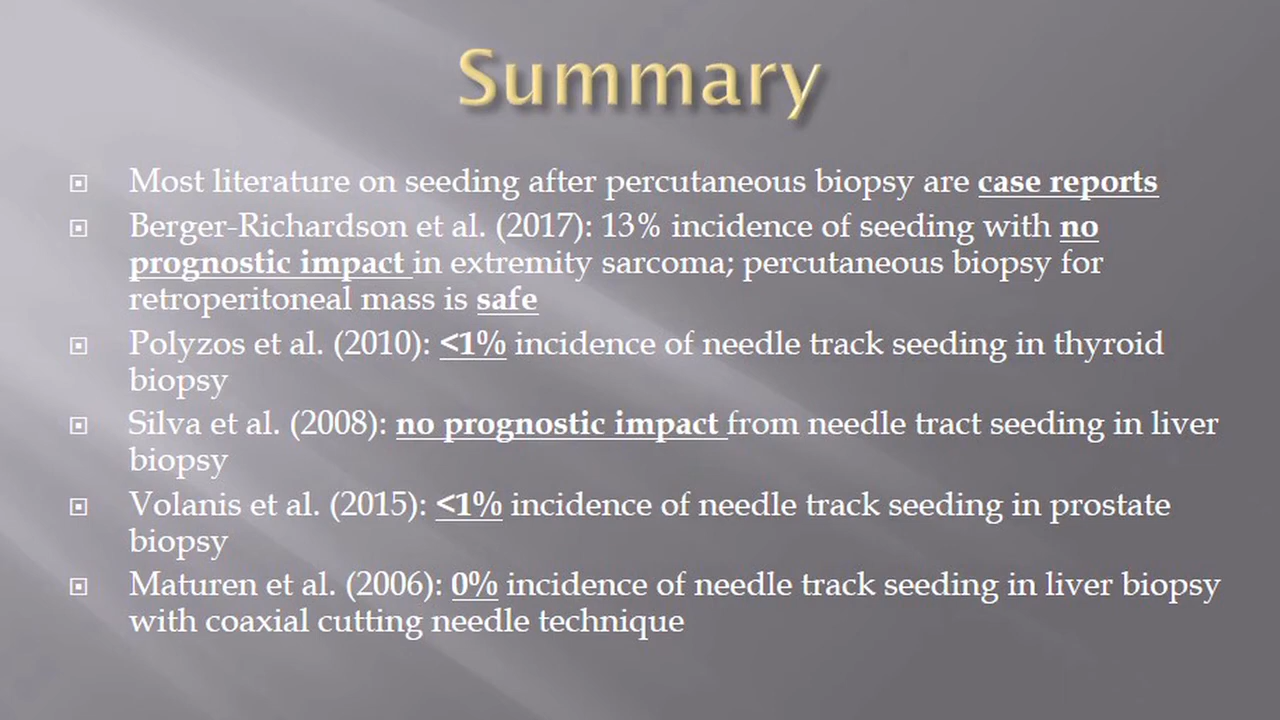 Summary
Most literature on seeding after percutaneous biopsy are case reports
Berger-Richardson et al. (2017): 13% incidence of seeding with no
prognostic impact in extremity sarcoma; percutaneous biopsy for
retroperitoneal mass is safe
Polyzos et al. (2010): <1% incidence of needle track seeding in thyroid
biopsy
Silva et al. (2008): no prognostic impact from needle tract seeding in liver
biopsy
Volanis et al. (2015): <1% incidence of needle track seeding in prostate
biopsy
Maturen et al. (2006): 0% incidence of needle track seeding in liver biopsy
with coaxial cutting needle technique